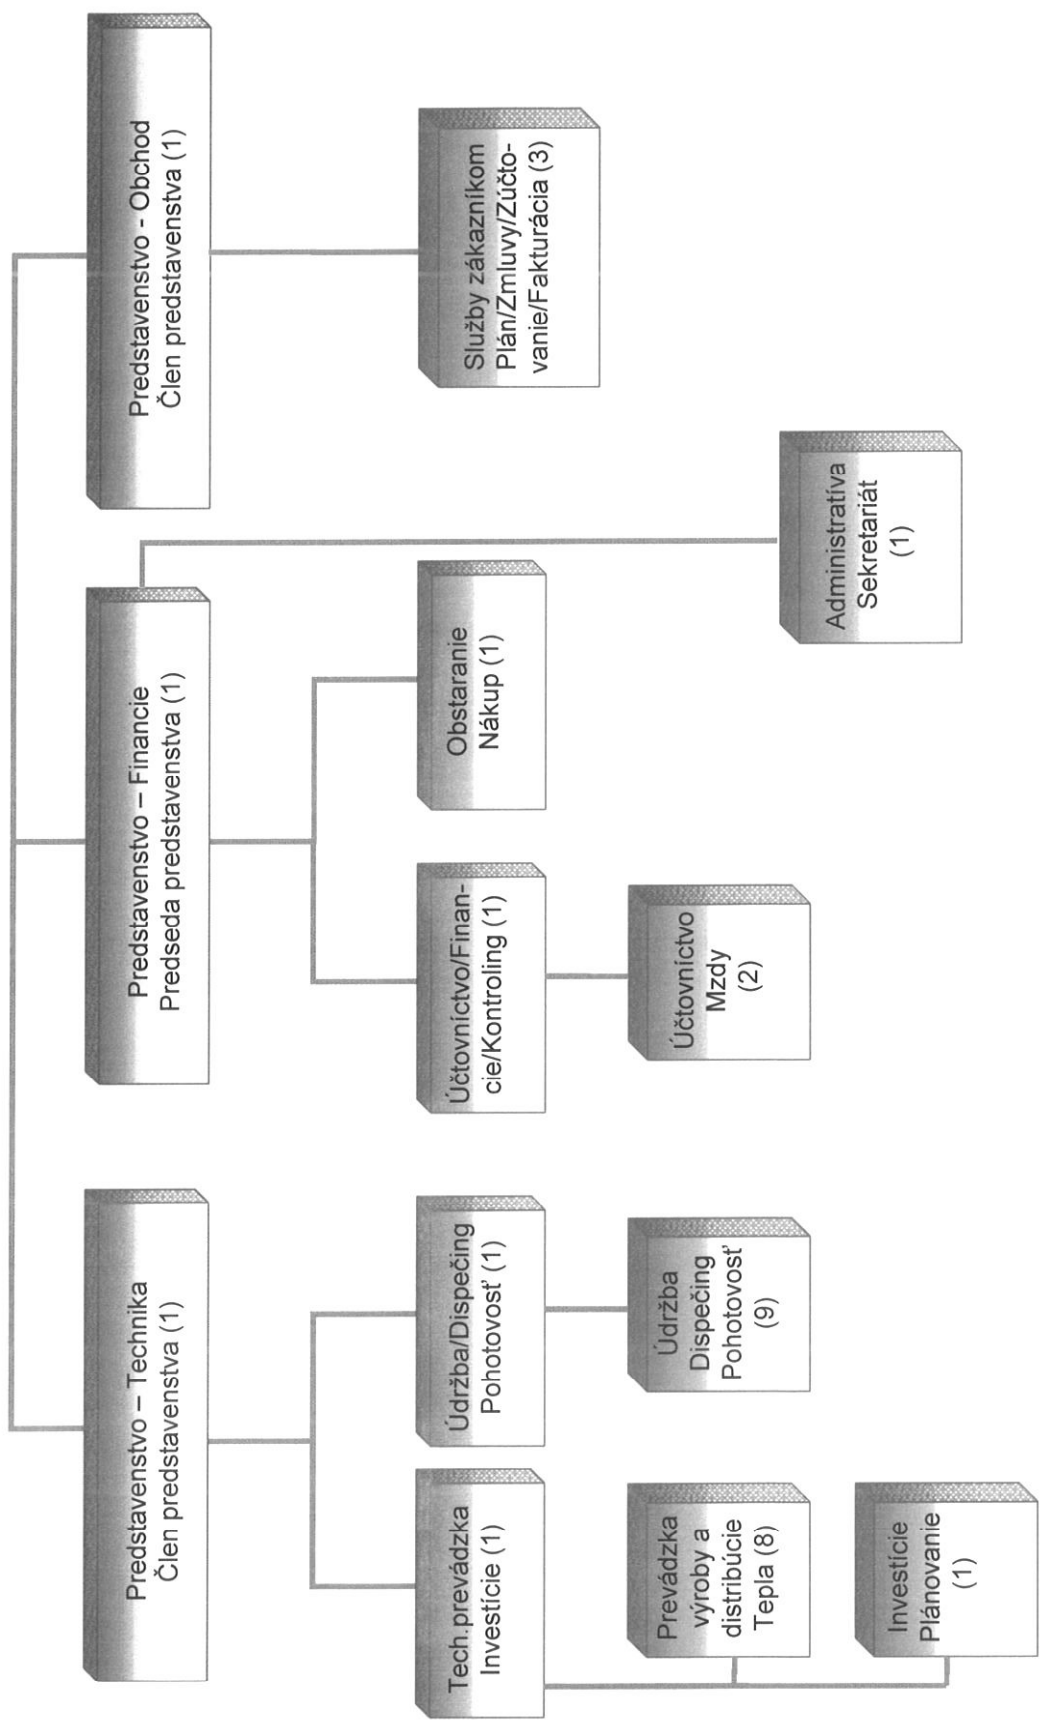 Predstavenstvo – Technika
Člen predstavenstva (1)
Predstavenstvo – Financie
Predseda predstavenstva (1)
Predstavenstvo - Obchod
Člen predstavenstva (1)
Tech.prevádzka
Investície (1)
Údržba/Dispečing
Pohotovosť (1)
Účtovníctvo/Finan-
cie/Kontroling (1)
Obstaranie
Nákup (1)
Služby zákazníkom
Plán/Zmluvy/Zúčto-
vanie/Fakturácia (3)
Prevádzka
výroby a
distribúcie
Tepla (8)
Údržba
Dispečing
Pohotovosť
(9)
Účtovníctvo
Mzdy
(2)
Administratíva
Sekretariát
(1)
Investície
Plánovanie
(1)